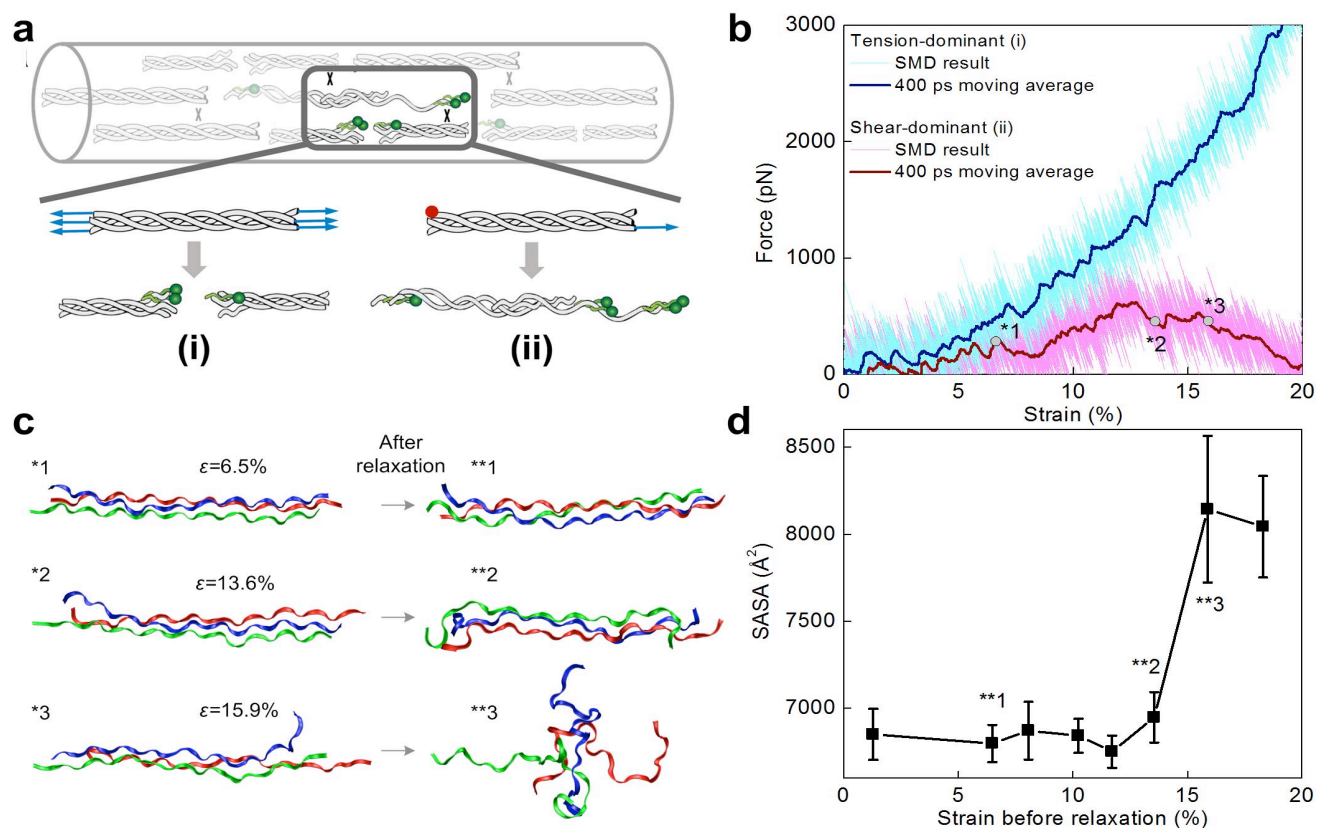 a
(i)
(ii)
b
3000
2000
1000
0
Force (pN)
Tension-dominant (i)
SMD result
400 ps moving average
Shear-dominant (ii)
SMD result
400 ps moving average
*1
*2
*3
0
5
10
15
20
Strain (%)
c
After
relaxation
*1
ε=6.5%
**1
*2
ε=13.6%
**2
*3
ε=15.9%
**3
d
8500
8000
7500
7000
SASA (Å²)
**1
**2
**3
0
5
10
15
20
Strain before relaxation (%)